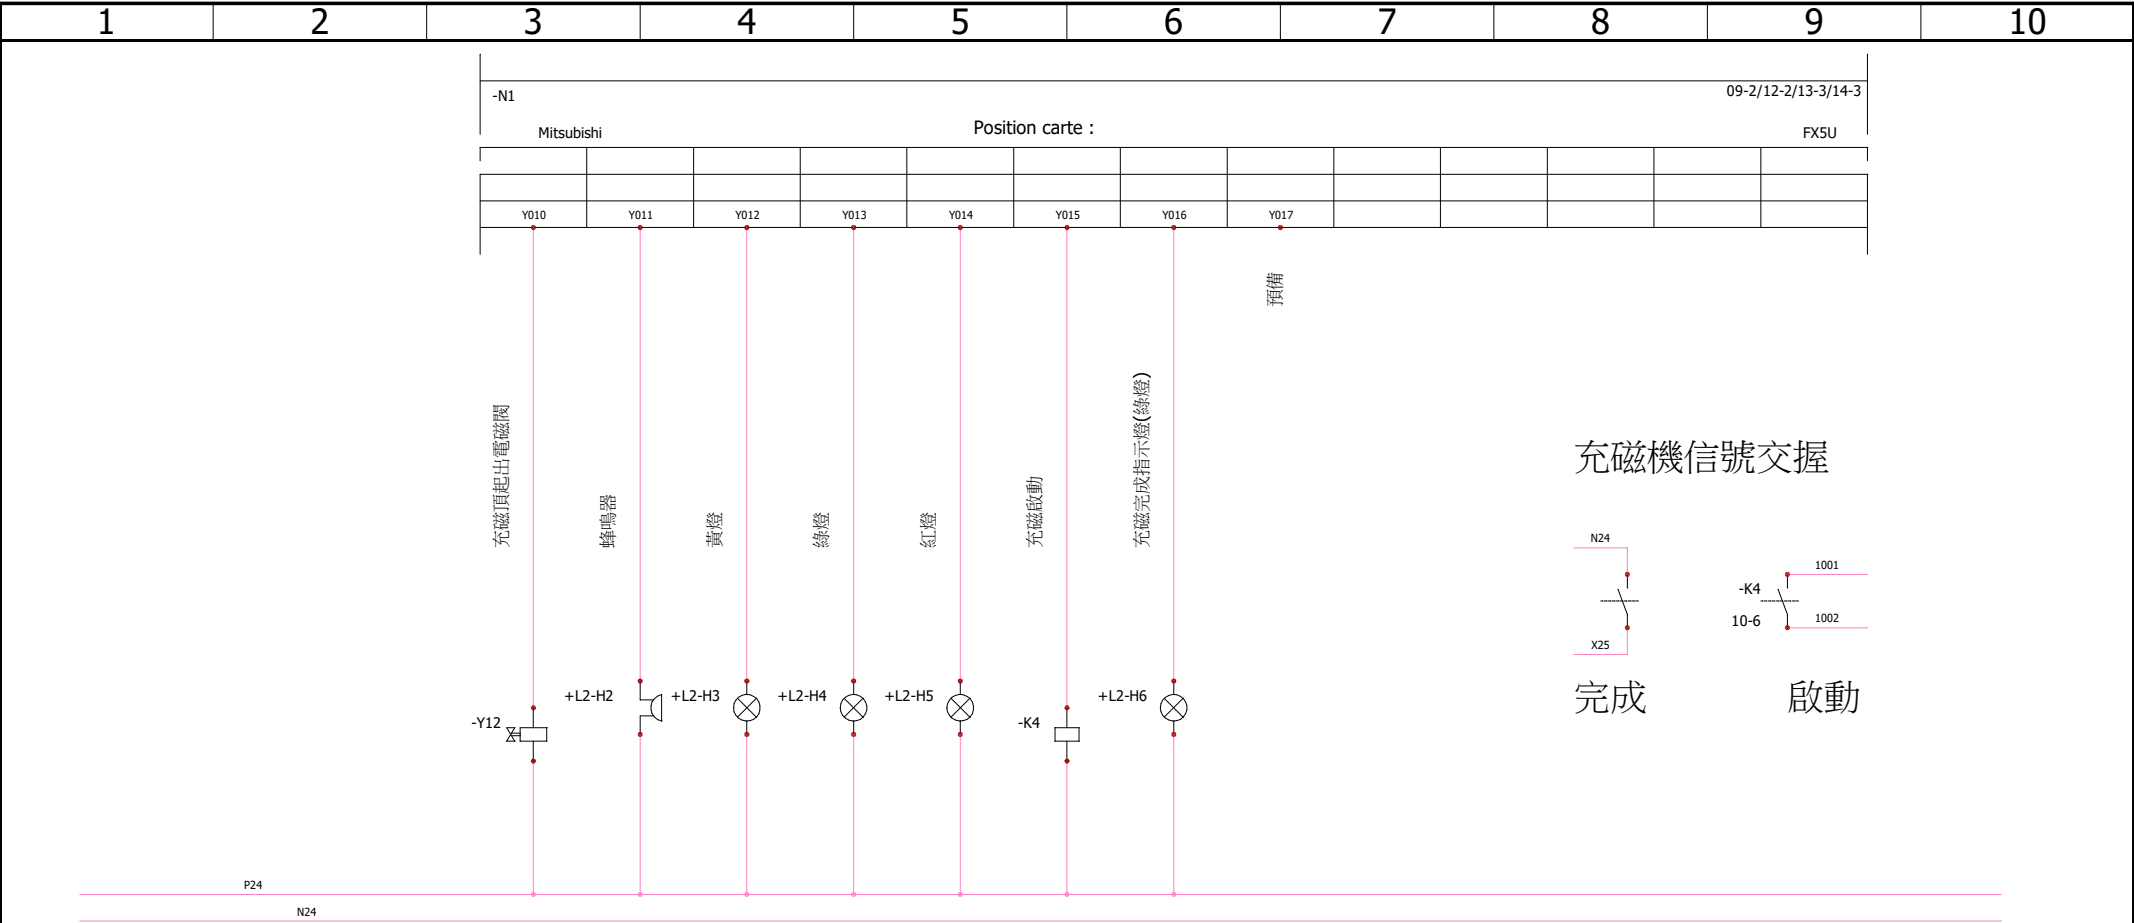 1 2 3 4 5 6 7 8 9 10
-N1 09-2/12-2/13-3/14-3
Mitsubishi Position carte : FX5U
Y010 Y011 Y012 Y013 Y014 Y015 Y016 Y017
預備
充磁頂起出電磁閥
蜂鳴器
黃燈
綠燈
紅燈
充磁啟動
充磁完成指示燈(綠燈)
充磁機信號交握
N24
1001
-K4
10-6
1002
X25
+L2-H2 +L2-H3 +L2-H4 +L2-H5 +L2-H6
-Y12 -K4
完成 啟動
P24
N24